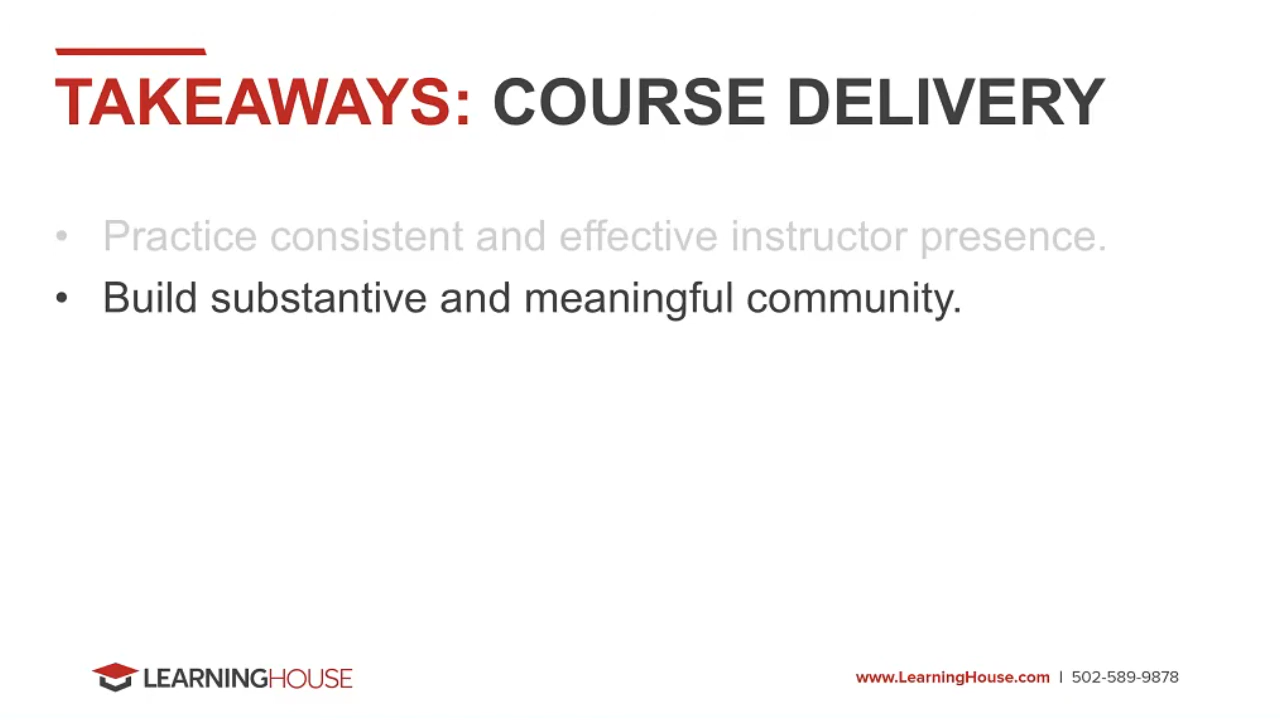 TAKEAWAYS: COURSE DELIVERY
• Practice consistent and effective instructor presence.
• Build substantive and meaningful community.
LEARNINGHOUSE
www.LearningHouse.com | 502-589-9878